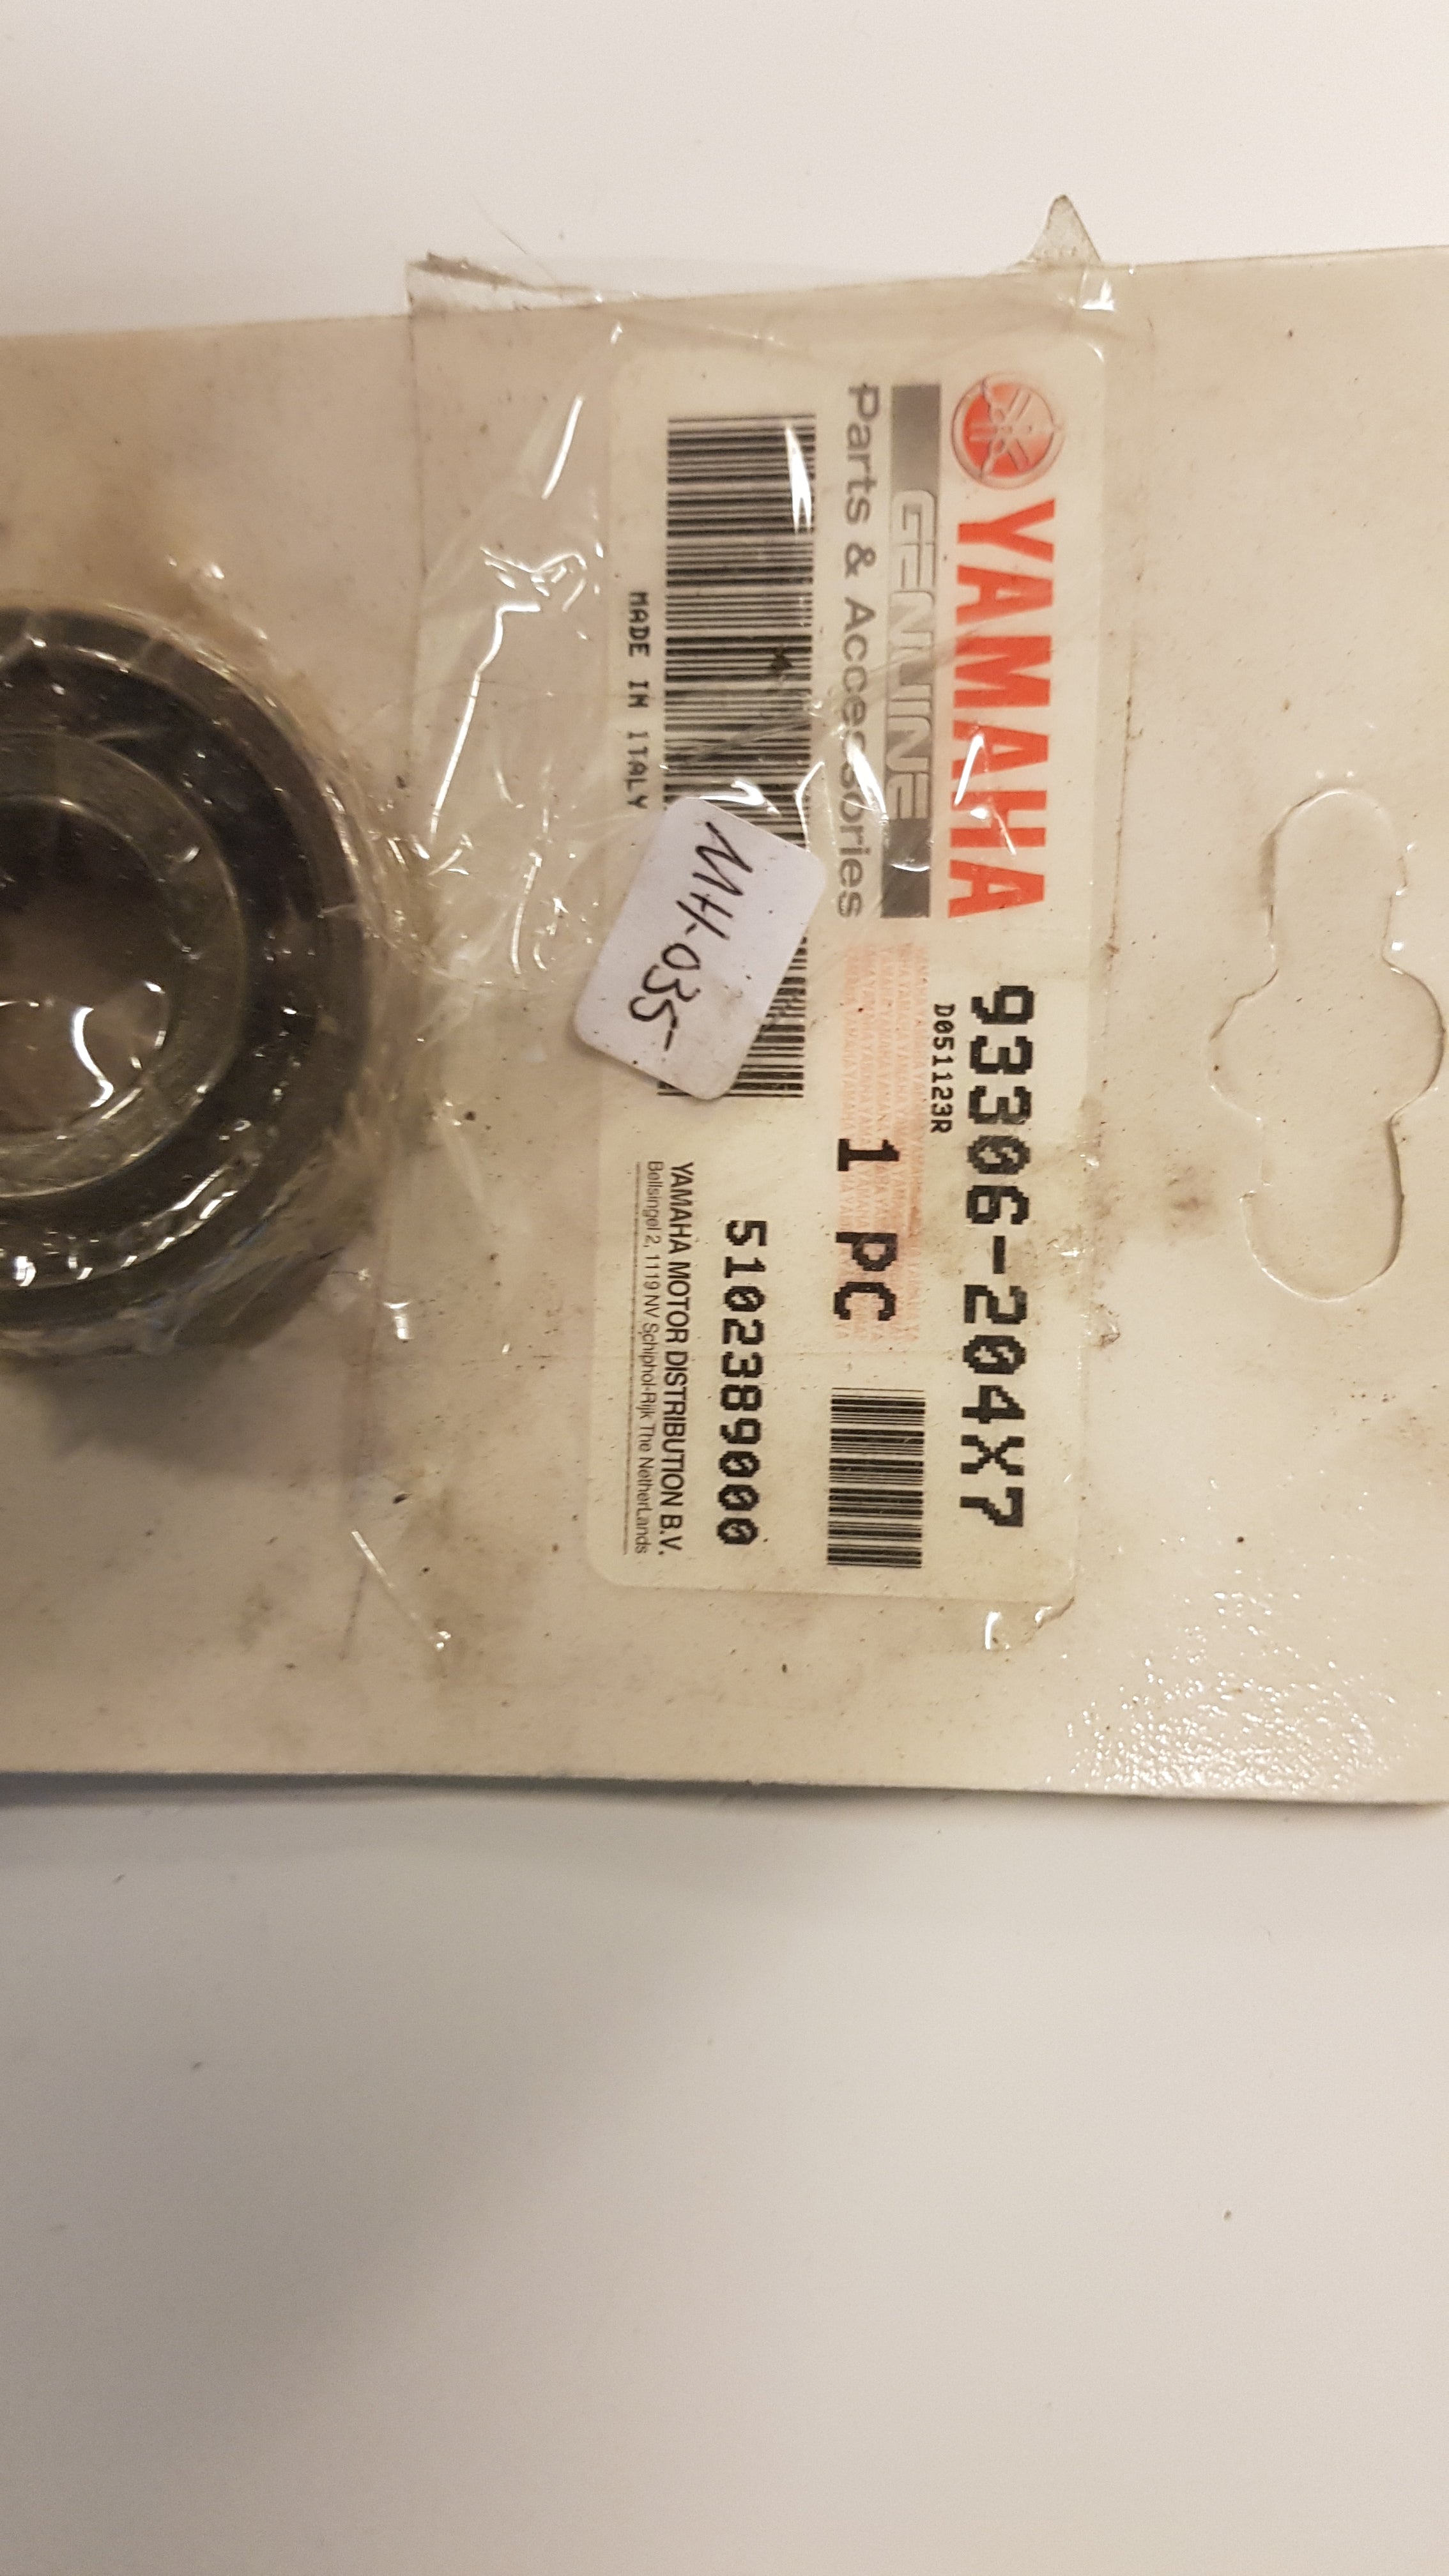 YAMAHA
GENUINE
Parts & Accessories
93306-204X7
D051123R
1 PC
MADE IN ITALY
5102389000
YAMAHA MOTOR DISTRIBUTION B.V.
Bellsingel 2, 1119 NV Schiphol-Rijk The NetherLands
MH-035-